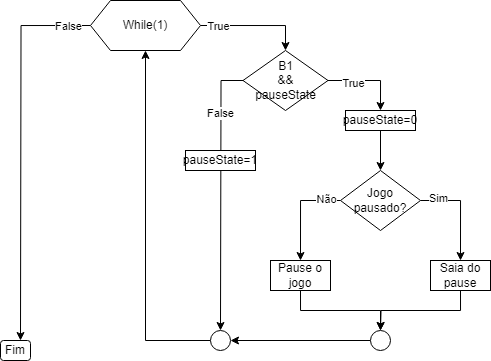 False
While(1)
True
B1
&&
pauseState
False
True
pauseState=1
pauseState=0
Jogo
pausado?
Não
Sim
Pause o
jogo
Saia do
pause
Fim